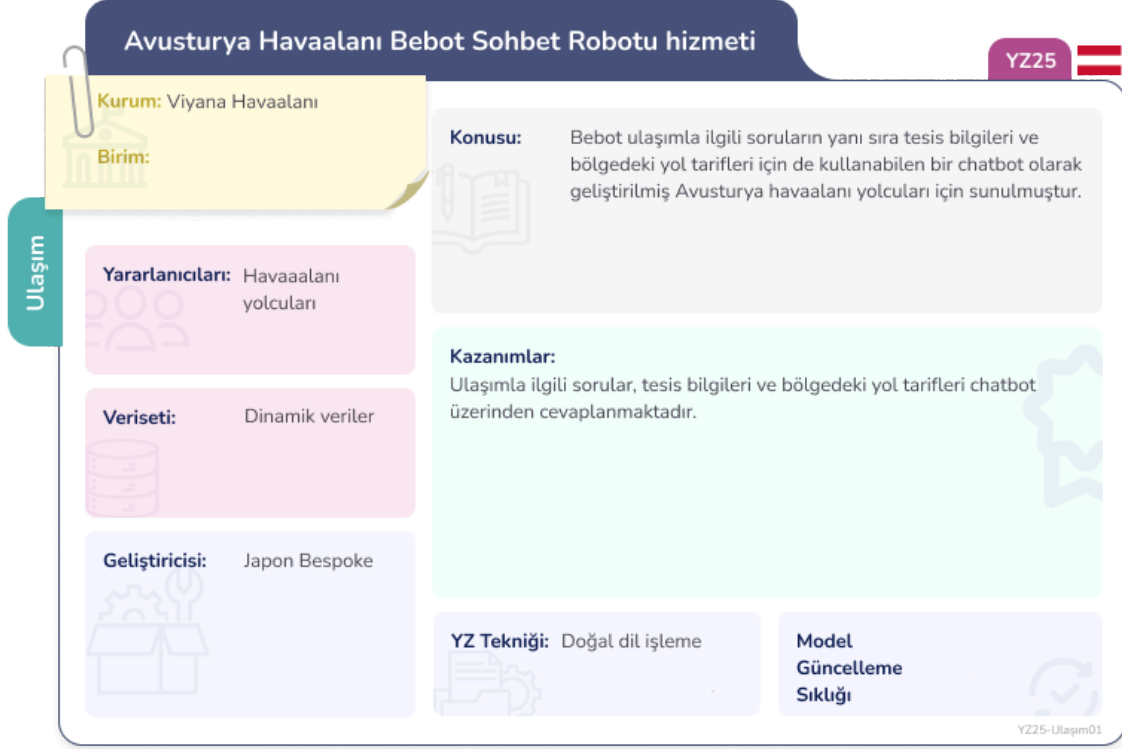 Avusturya Havaalanı Bebot Sohbet Robotu hizmeti
YZ25
Kurum: Viyana Havaalanı
Birim:
Ulaşım
Konusu: Bebot ulaşımla ilgili soruların yanı sıra tesis bilgileri ve
bölgedeki yol tarifleri için de kullanabilen bir chatbot olarak
geliştirilmiş Avusturya havaalanı yolcuları için sunulmuştur.
Yararlanıcıları: Havaaalanı
yolcuları
Veriseti: Dinamik veriler
Geliştiricisi: Japon Bespoke
Kazanımlar:
Ulaşımla ilgili sorular, tesis bilgileri ve bölgedeki yol tarifleri chatbot
üzerinden cevaplanmaktadır.
YZ Tekniği: Doğal dil işleme
Model
Güncelleme
Sıklığı
YZ25-Ulaşım01